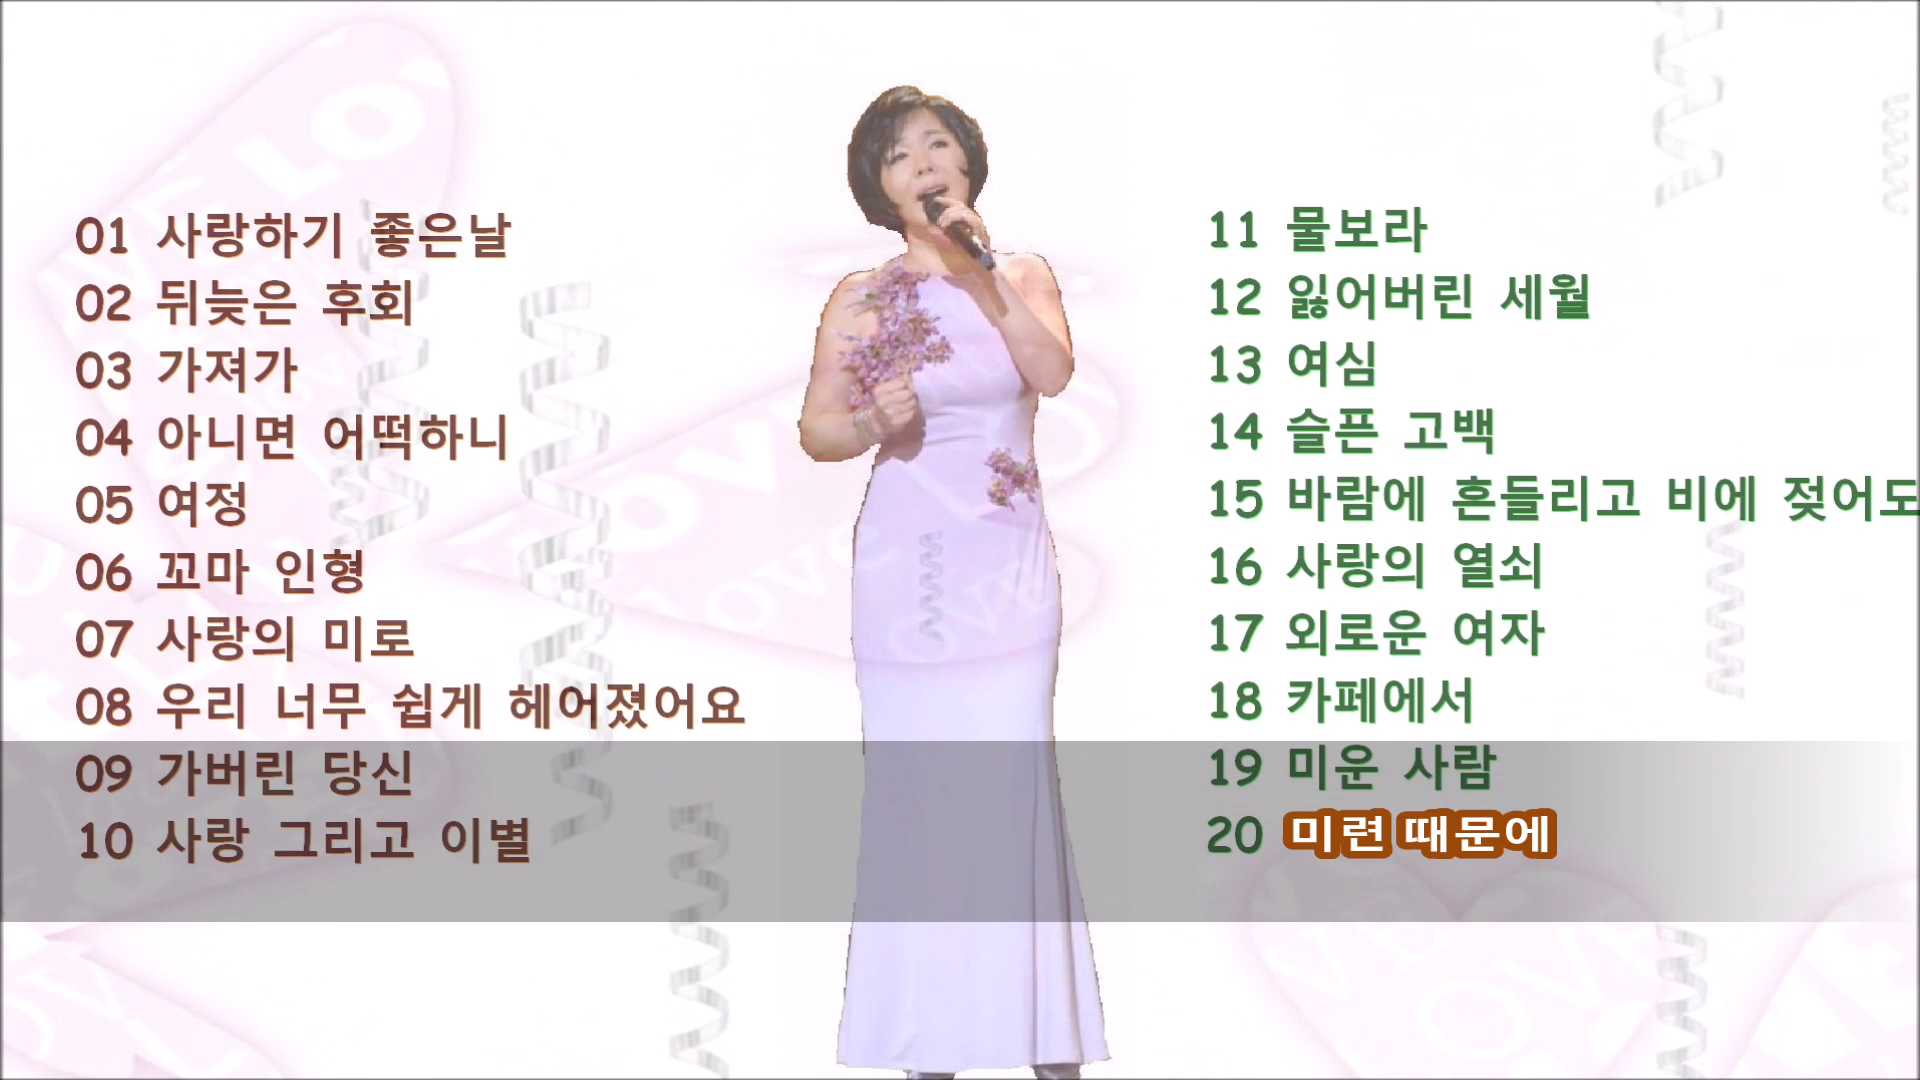 01 사랑하기 좋은날
02 뒤늦은 후회
03 가져가
04 아니면 어떡하니
05 여정
06 꼬마 인형
07 사랑의 미로
08 우리 너무 쉽게 헤어졌어요
09 가버린 당신
10 사랑 그리고 이별
11 물보라
12 잃어버린 세월
13 여심
14 슬픈 고백
15 바람에 흔들리고 비에 젖어도
16 사랑의 열쇠
17 외로운 여자
18 카페에서
19 미운 사람
20 미련 때문에